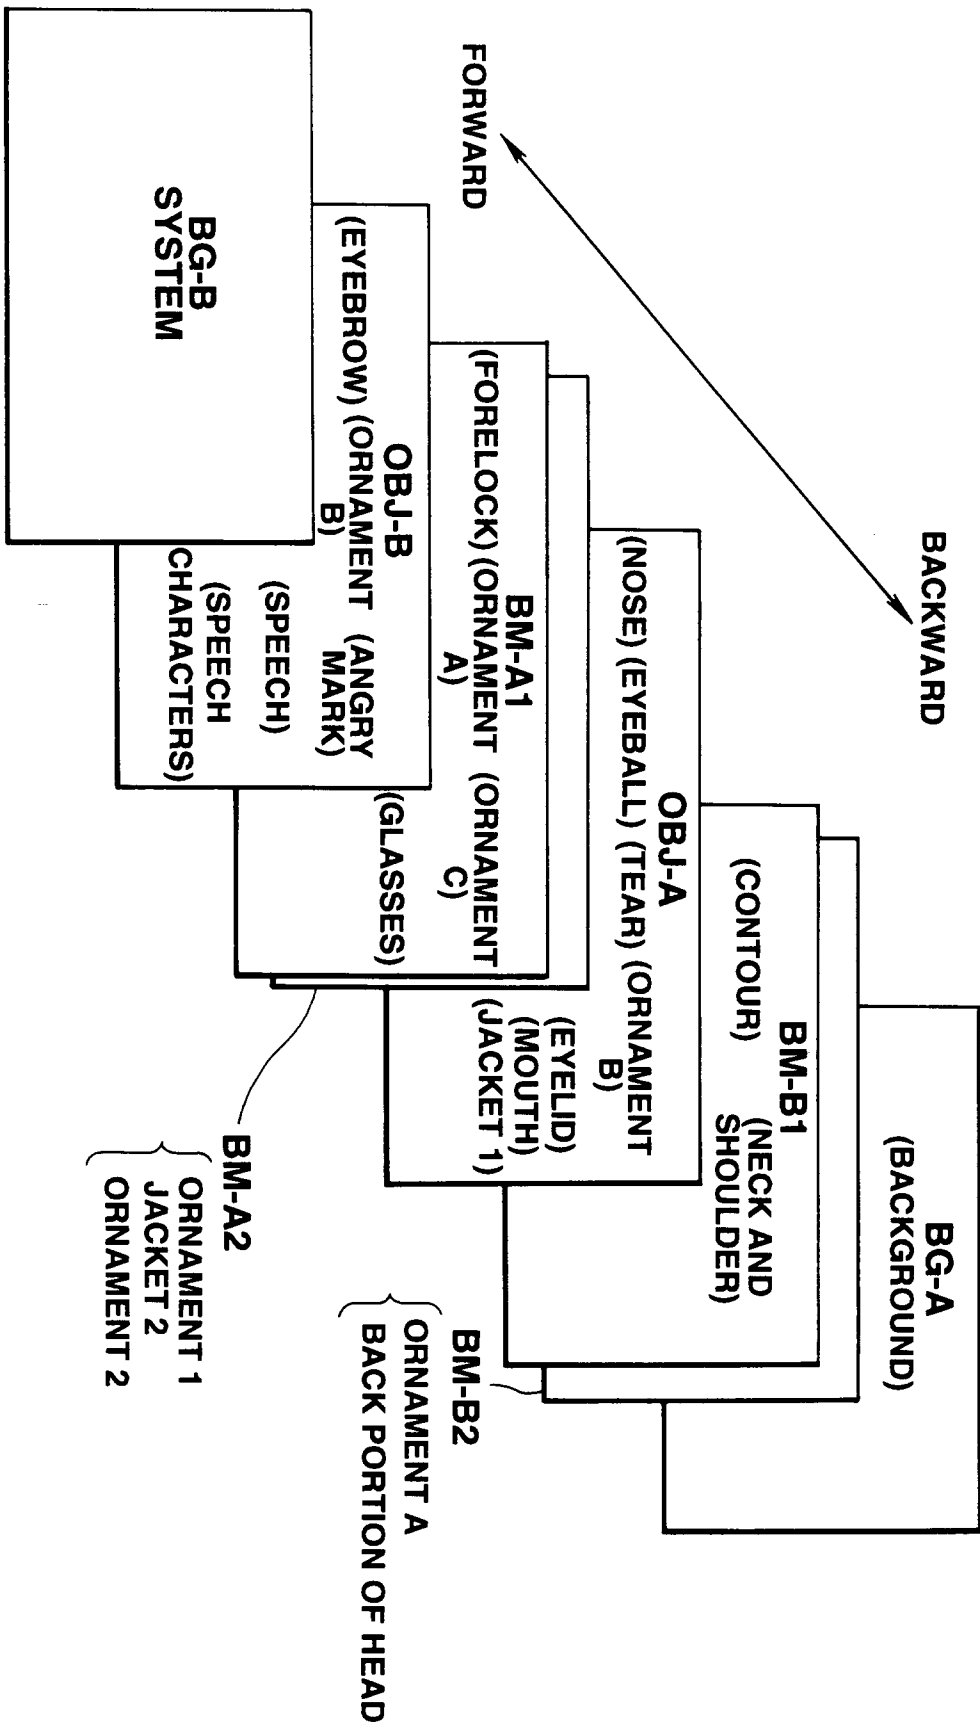 FORWARD
BACKWARD
BG-A
(BACKGROUND)
BM-B1
(CONTOUR)
(NECK AND
SHOULDER)
BM-B2
ORNAMENT A
BACK PORTION OF HEAD
OBJ-A
(NOSE) (EYEBALL) (TEAR) (ORNAMENT
B)
(EYELID)
(MOUTH)
(JACKET 1)
BM-A1
(FORELOCK) (ORNAMENT
A)
(ORNAMENT
C)
(GLASSES)
BM-A2
ORNAMENT 1
JACKET 2
ORNAMENT 2
OBJ-B
(EYEBROW) (ORNAMENT
B)
(ANGRY
MARK)
(SPEECH)
(SPEECH
CHARACTERS)
BG-B
SYSTEM